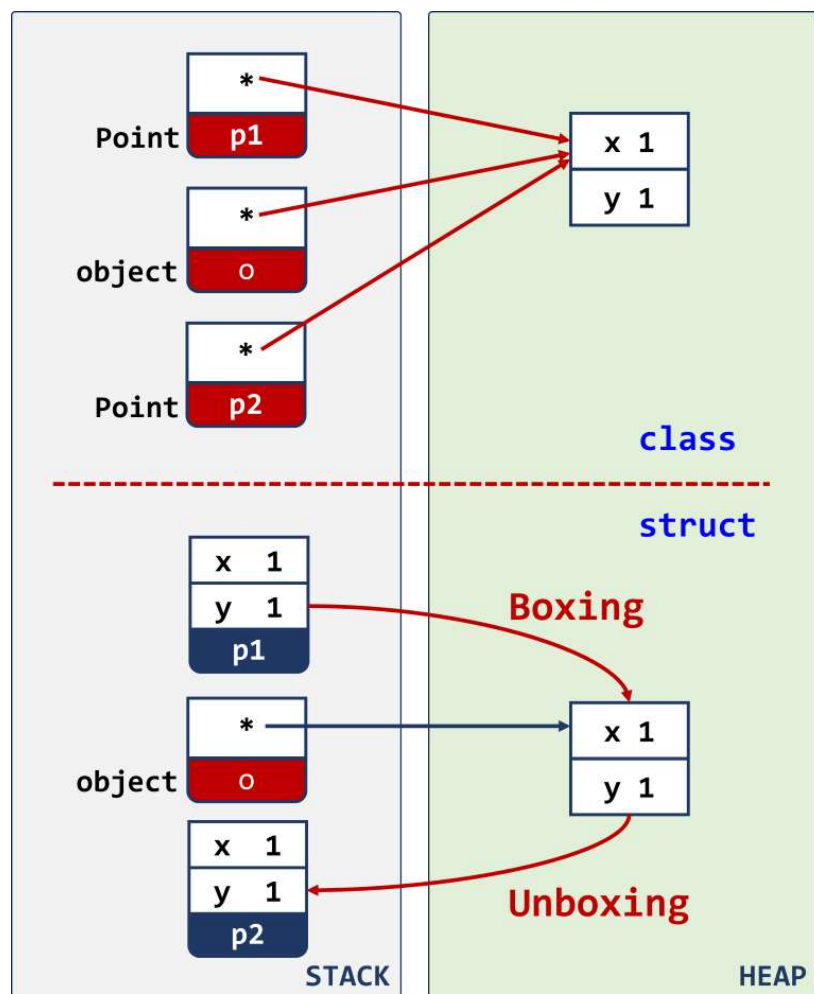 *
Point p1
x 1
y 1
*
object o
*
Point p2
class
struct
x 1
y 1
p1
Boxing
*
object o
x 1
y 1
x 1
y 1
p2
Unboxing
STACK
HEAP